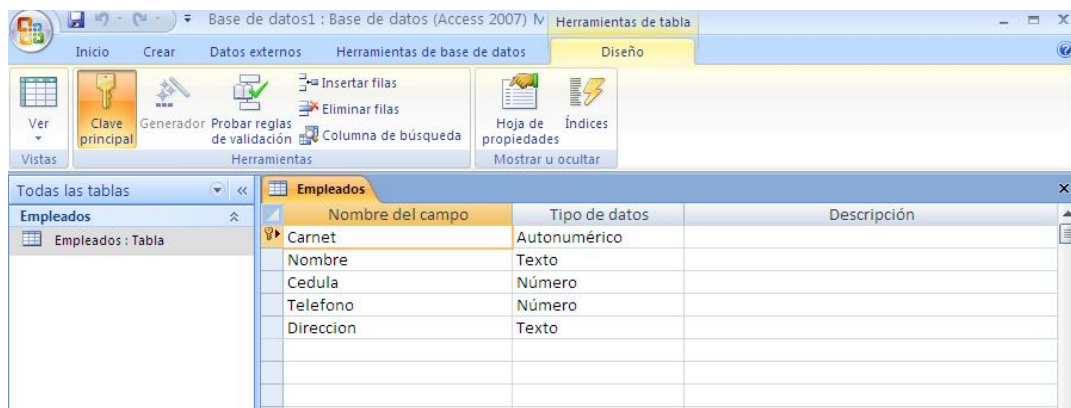 Base de datos1 : Base de datos (Access 2007) M
Herramientas de tabla
Inicio Crear Datos externos Herramientas de base de datos Diseño
Ver
Vistas
Clave principal
Generador
Probar reglas de validación
Insertar filas
Eliminar filas
Columna de búsqueda
Herramientas
Hoja de propiedades
Índices
Mostrar u ocultar
Todas las tablas
Empleados
Empleados : Tabla
Empleados
Nombre del campo Tipo de datos Descripción
Carnet Autonumérico
Nombre Texto
Cedula Número
Telefono Número
Direccion Texto